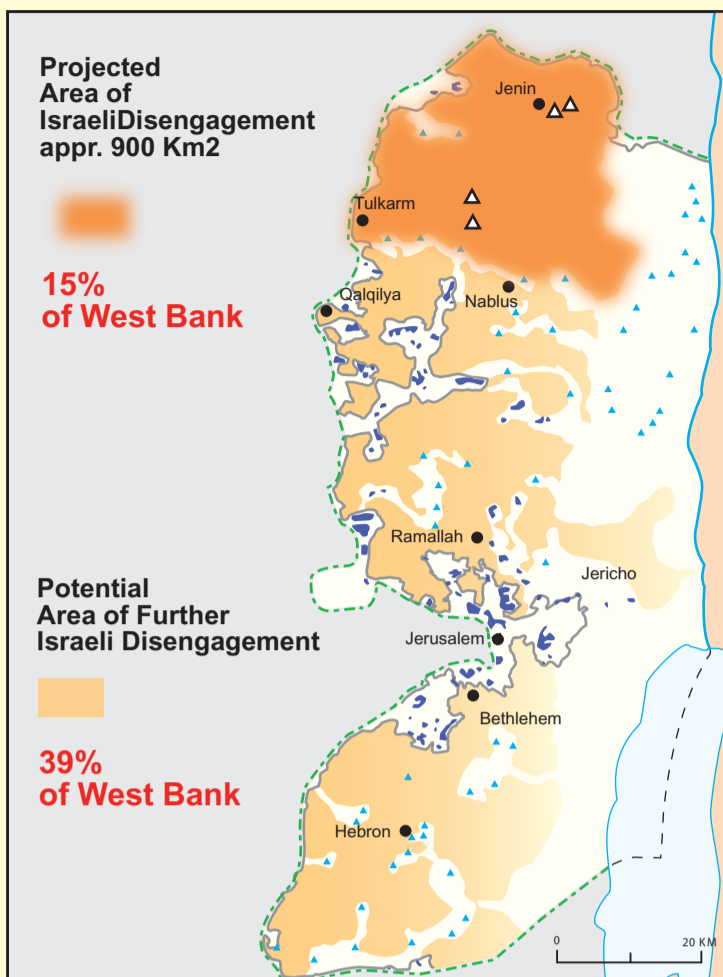 Projected
Area of
IsraeliDisengagement
appr. 900 Km2
15%
of West Bank
Potential
Area of Further
Israeli Disengagement
39%
of West Bank
Jenin
Tulkarm
Qalqilya
Nablus
Ramallah
Jericho
Jerusalem
Bethlehem
Hebron
0
20 KM